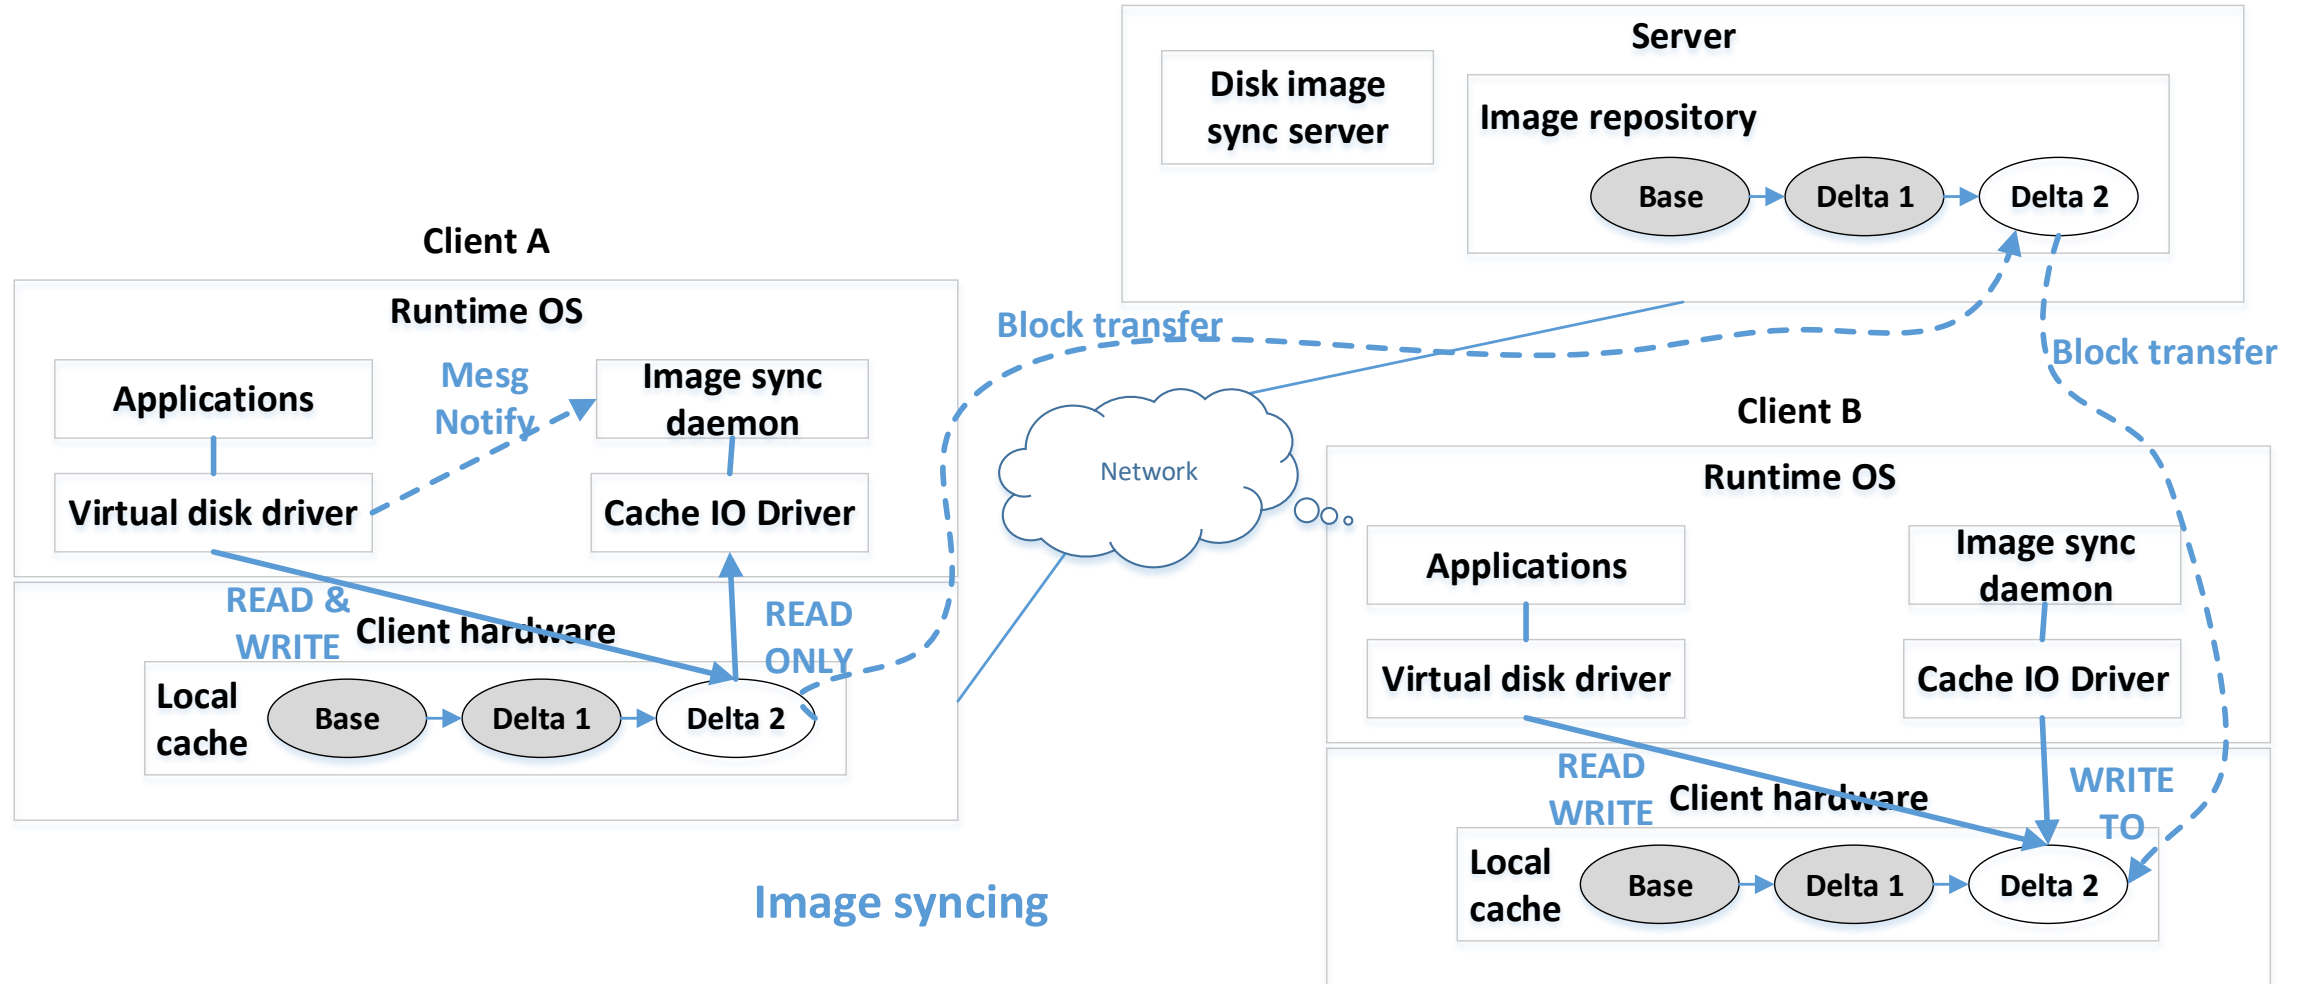 Server
Disk image
sync server
Image repository
Base
Delta 1
Delta 2
Client A
Runtime OS
Applications
Mesg
Notify
Image sync
daemon
Virtual disk driver
Cache IO Driver
READ &
WRITE
Client hardware
READ
ONLY
Local
cache
Base
Delta 1
Delta 2
Block transfer
Block transfer
Network
Client B
Runtime OS
Applications
Image sync
daemon
Virtual disk driver
Cache IO Driver
READ
WRITE
Client hardware
WRITE
TO
Local
cache
Base
Delta 1
Delta 2
Image syncing